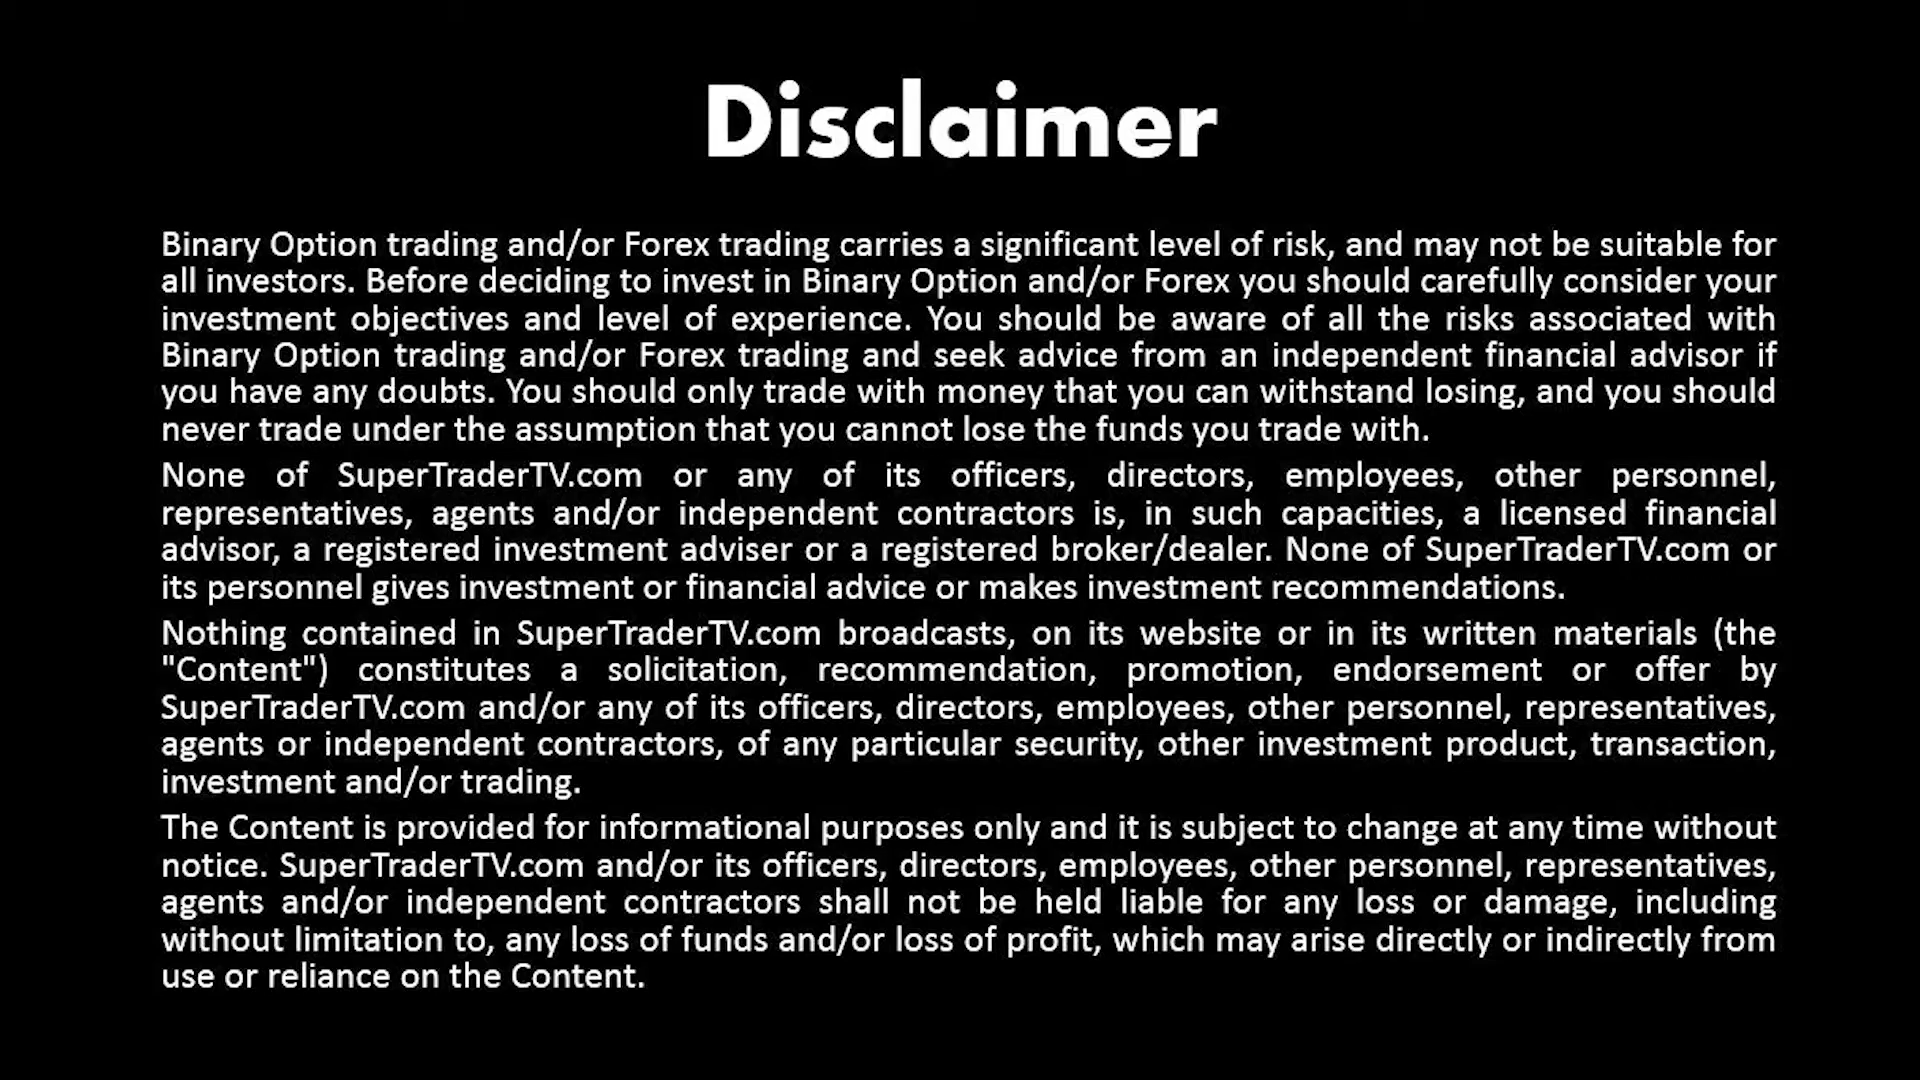 Disclaimer
Binary Option trading and/or Forex trading carries a significant level of risk, and may not be suitable for
all investors. Before deciding to invest in Binary Option and/or Forex you should carefully consider your
investment objectives and level of experience. You should be aware of all the risks associated with
Binary Option trading and/or Forex trading and seek advice from an independent financial advisor if
you have any doubts. You should only trade with money that you can withstand losing, and you should
never trade under the assumption that you cannot lose the funds you trade with.
None of SuperTraderTV.com or any of its officers, directors, employees, other personnel,
representatives, agents and/or independent contractors is, in such capacities, a licensed financial
advisor, a registered investment adviser or a registered broker/dealer. None of SuperTraderTV.com or
its personnel gives investment or financial advice or makes investment recommendations.
Nothing contained in SuperTraderTV.com broadcasts, on its website or in its written materials (the
"Content") constitutes a solicitation, recommendation, promotion, endorsement or offer by
SuperTraderTV.com and/or any of its officers, directors, employees, other personnel, representatives,
agents or independent contractors, of any particular security, other investment product, transaction,
investment and/or trading.
The Content is provided for informational purposes only and it is subject to change at any time without
notice. SuperTraderTV.com and/or its officers, directors, employees, other personnel, representatives,
agents and/or independent contractors shall not be held liable for any loss or damage, including
without limitation to, any loss of funds and/or loss of profit, which may arise directly or indirectly from
use or reliance on the Content.